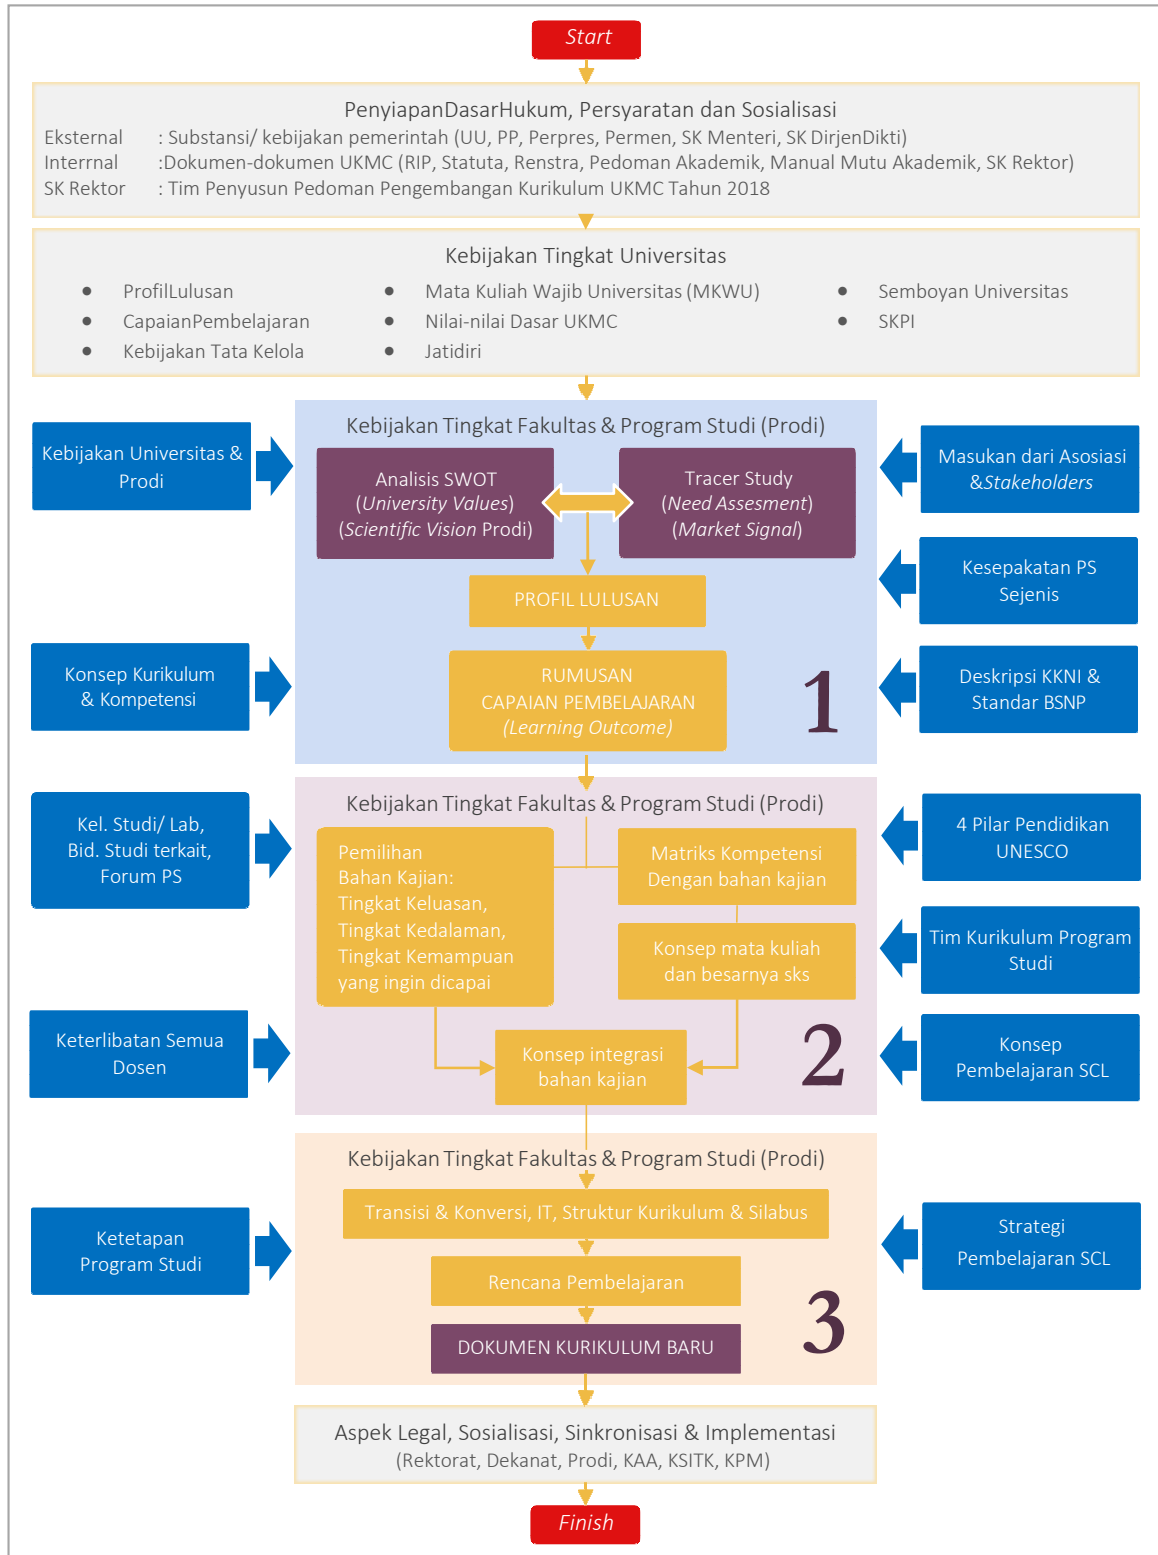 Start
PenyiapanDasarHukum, Persyaratan dan Sosialisasi
Eksternal : Substansi/ kebijakan pemerintah (UU, PP, Perpres, Permen, SK Menteri, SK DirjenDikti)
Interrnal :Dokumen-dokumen UKMC (RIP, Statuta, Renstra, Pedoman Akademik, Manual Mutu Akademik, SK Rektor)
SK Rektor : Tim Penyusun Pedoman Pengembangan Kurikulum UKMC Tahun 2018
Kebijakan Tingkat Universitas
● ProfilLulusan
● CapaianPembelajaran
● Kebijakan Tata Kelola
● Mata Kuliah Wajib Universitas (MKWU)
● Nilai-nilai Dasar UKMC
● Jatidiri
● Semboyan Universitas
● SKPI
Kebijakan Tingkat Fakultas & Program Studi (Prodi)
Kebijakan Universitas &
Prodi
Analisis SWOT
(University Values)
(Scientific Vision Prodi)
Tracer Study
(Need Assesment)
(Market Signal)
Masukan dari Asosiasi
&Stakeholders
PROFIL LULUSAN
Kesepakatan PS
Sejenis
Konsep Kurikulum
& Kompetensi
RUMUSAN
CAPAIAN PEMBELAJARAN
(Learning Outcome)
1
Deskripsi KKNI &
Standar BSNP
Kebijakan Tingkat Fakultas & Program Studi (Prodi)
Kel. Studi/ Lab,
Bid. Studi terkait,
Forum PS
Pemilihan
Bahan Kajian:
Tingkat Keluasan,
Tingkat Kedalaman,
Tingkat Kemampuan
yang ingin dicapai
Matriks Kompetensi
Dengan bahan kajian
4 Pilar Pendidikan
UNESCO
Konsep mata kuliah
dan besarnya sks
Tim Kurikulum Program
Studi
Keterlibatan Semua
Dosen
Konsep integrasi
bahan kajian
2
Konsep
Pembelajaran SCL
Kebijakan Tingkat Fakultas & Program Studi (Prodi)
Transisi & Konversi, IT, Struktur Kurikulum & Silabus
Ketetapan
Program Studi
Strategi
Pembelajaran SCL
Rencana Pembelajaran
3
DOKUMEN KURIKULUM BARU
Aspek Legal, Sosialisasi, Sinkronisasi & Implementasi
(Rektorat, Dekanat, Prodi, KAA, KSITK, KPM)
Finish